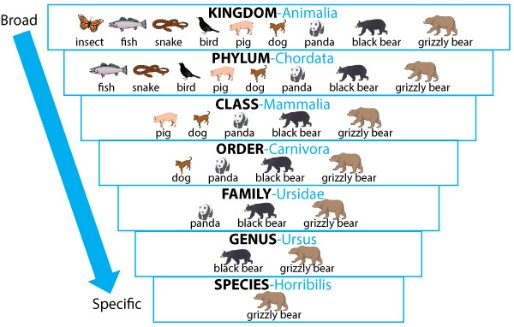 Broad
KINGDOM-Animalia
insect fish snake bird pig dog panda black bear grizzly bear
PHYLUM-Chordata
fish snake bird pig dog panda black bear grizzly bear
CLASS-Mammalia
pig dog panda black bear grizzly bear
ORDER-Carnivora
dog panda black bear grizzly bear
FAMILY-Ursidae
panda black bear grizzly bear
GENUS-Ursus
black bear grizzly bear
Specific
SPECIES-Horribilis
grizzly bear